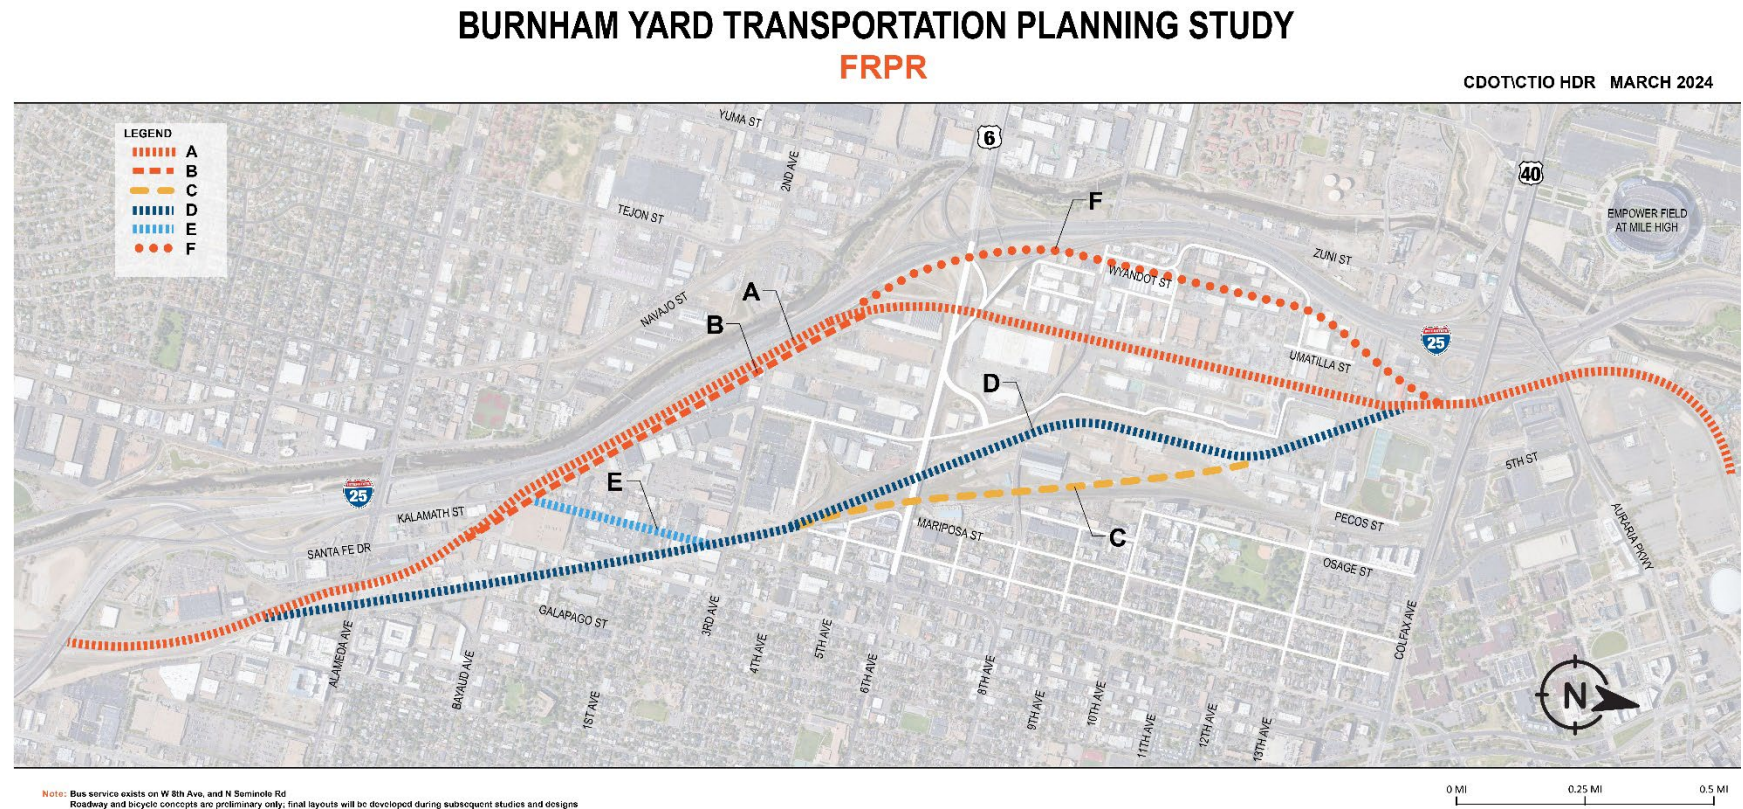 BURNHAM YARD TRANSPORTATION PLANNING STUDY
FRPR
CDOT\CTIO HDR MARCH 2024
LEGEND
A
B
C
D
E
F
YUMA ST
2ND AVE
6
40
TEJON ST
F
EMPOWER FIELD
AT MILE HIGH
ZUNI ST
WYANDOT ST
NAVAJO ST
A
B
25
UMATILLA ST
D
E
25
KALAMATH ST
5TH ST
SANTA FE DR
MARIPOSA ST
C
PECOS ST
AURARIA PKWY
OSAGE ST
GALAPAGO ST
3RD AVE
ALAMEDA AVE
BAYAUD AVE
4TH AVE
5TH AVE
COLFAX AVE
1ST AVE
6TH AVE
8TH AVE
9TH AVE
10TH AVE
11TH AVE
12TH AVE
13TH AVE
N
Note: Bus service exists on W 8th Ave, and N Seminole Rd
Roadway and bicycle concepts are preliminary only; final layouts will be developed during subsequent studies and designs
0 MI 0.25 MI 0.5 MI